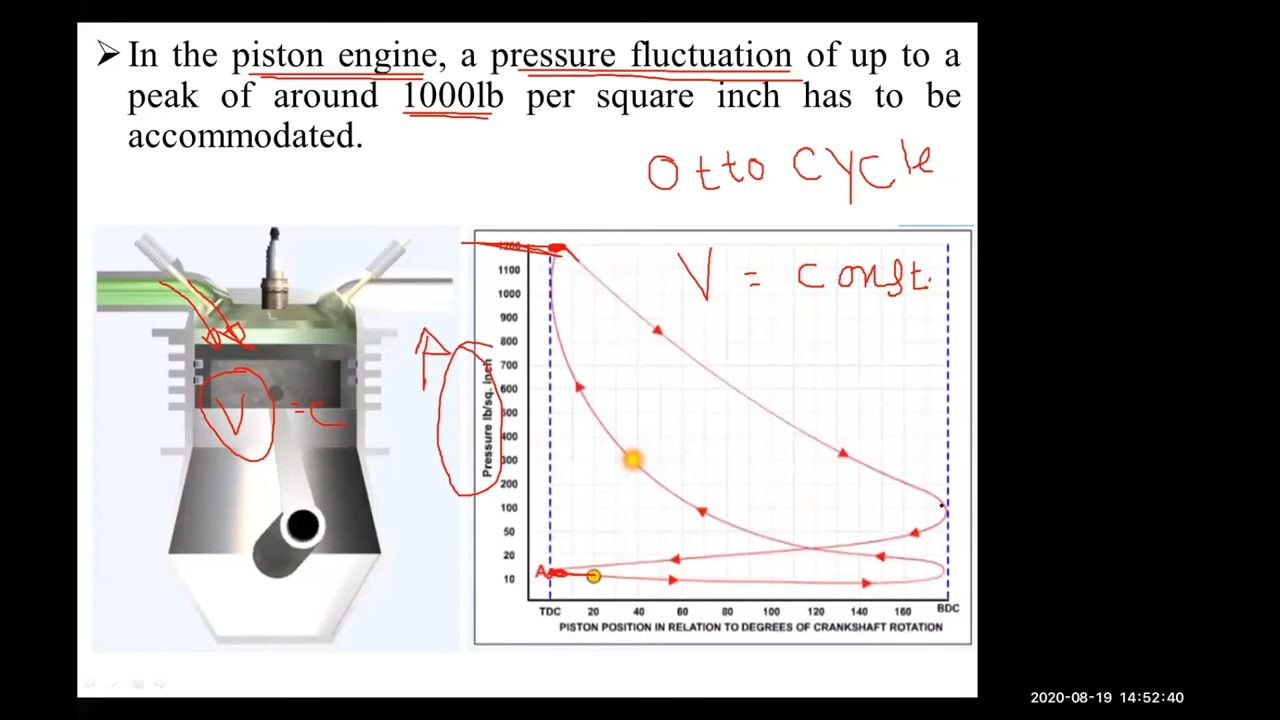 ➢ In the piston engine, a pressure fluctuation of up to a
peak of around 1000lb per square inch has to be
accommodated.
Otto CYCle
V = const.
V = C
P
Pressure lb/sq. inch
1200
1100
1000
900
800
700
600
500
400
300
200
100
50
20
10
A
TDC 20 40 60 80 100 120 140 160 BDC
PISTON POSITION IN RELATION TO DEGREES OF CRANKSHAFT ROTATION
2020-08-19 14:52:40